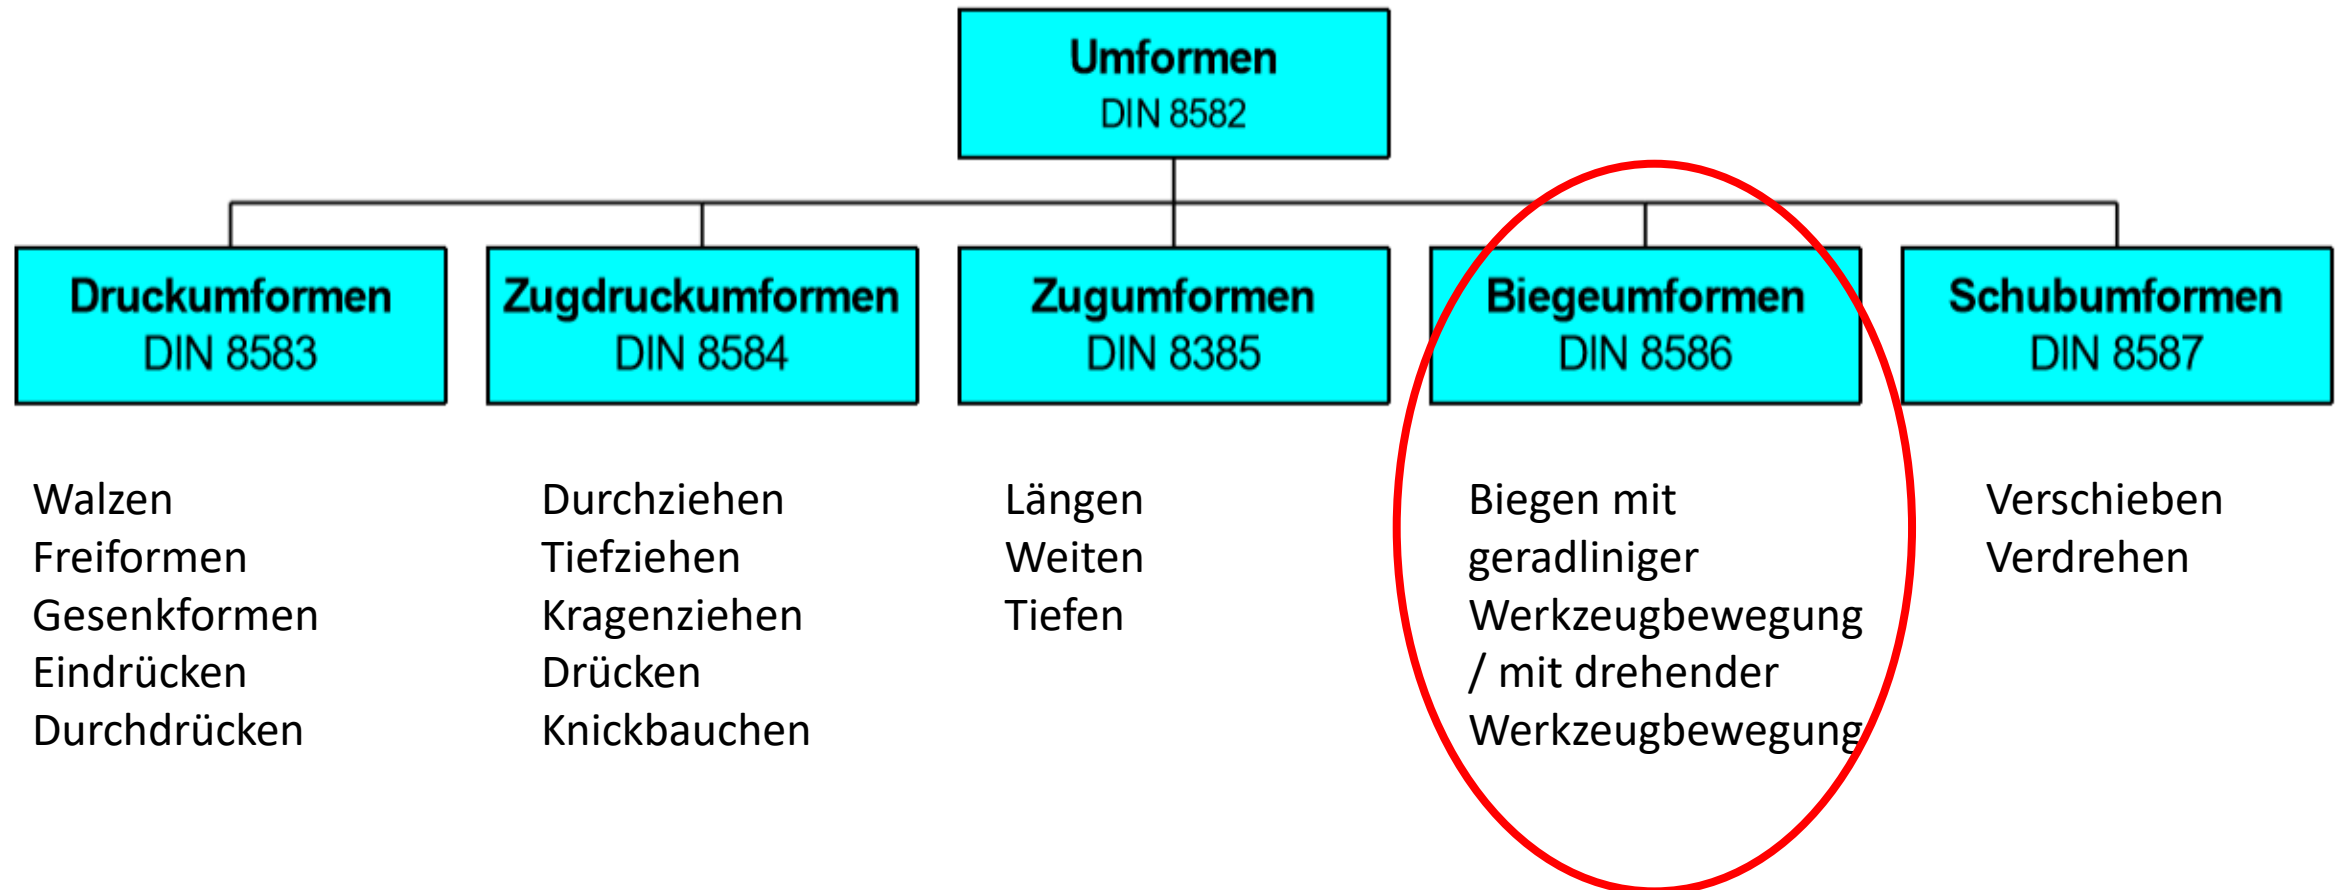 Umformen
DIN 8582
Druckumformen
DIN 8583
Zugdruckumformen
DIN 8584
Zugumformen
DIN 8385
Biegeumformen
DIN 8586
Schubumformen
DIN 8587
Walzen
Freiformen
Gesenkformen
Eindrücken
Durchdrücken
Durchziehen
Tiefziehen
Kragenziehen
Drücken
Knickbauchen
Längen
Weiten
Tiefen
Biegen mit
geradliniger
Werkzeugbewegung
/ mit drehender
Werkzeugbewegung
Verschieben
Verdrehen